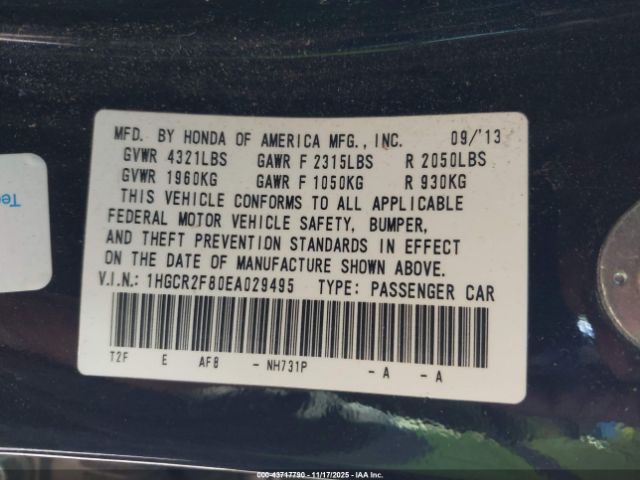 MFD. BY HONDA OF AMERICA MFG., INC. 09/'13
GVWR 4321LBS GAWR F 2315LBS R 2050LBS
GVWR 1960KG GAWR F 1050KG R 930KG
THIS VEHICLE CONFORMS TO ALL APPLICABLE
FEDERAL MOTOR VEHICLE SAFETY, BUMPER,
AND THEFT PREVENTION STANDARDS IN EFFECT
ON THE DATE OF MANUFACTURE SHOWN ABOVE.
V.I.N.: 1HGCR2F80EA029495 TYPE: PASSENGER CAR
T2F E AF8 - NH731P - A - A
000-43717790 - 11/17/2025 - IAA Inc.